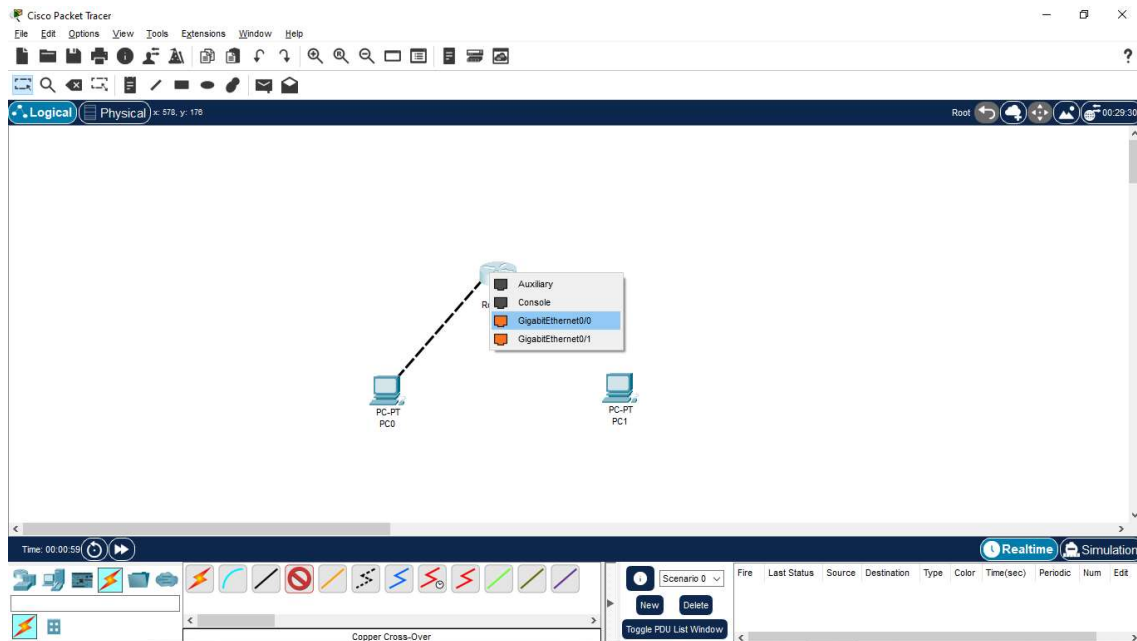 Cisco Packet Tracer
File Edit Options View Tools Extensions Window Help
?
Logical Physical x: 578, y: 176 Root 00:29:30
Auxiliary
Console
GigabitEthernet0/0
GigabitEthernet0/1
PC-PT
PC0
PC-PT
PC1
Time: 00:00:59 Realtime Simulation
Scenario 0 Fire Last Status Source Destination Type Color Time(sec) Periodic Num Edit
New Delete
Toggle PDU List Window
Copper Cross-Over